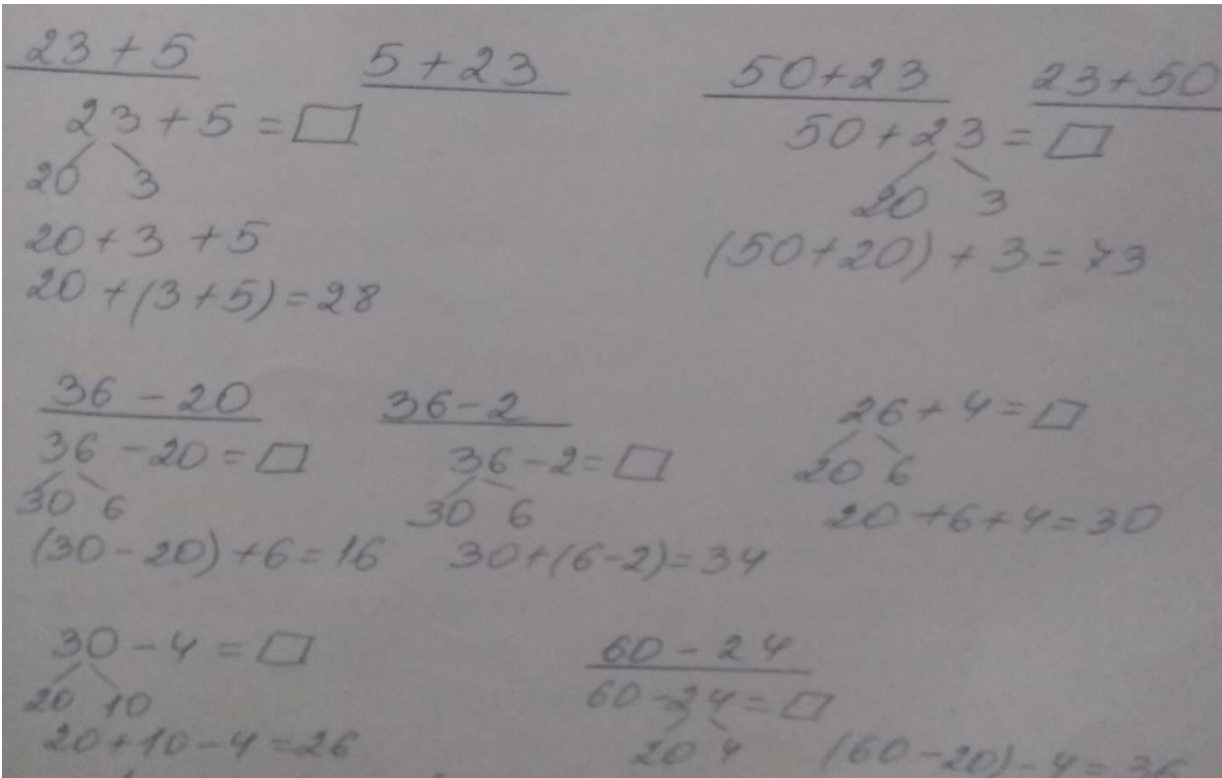 23 + 5
5 + 23
50 + 23
23 + 50
23 + 5 = □
20 3
20 + 3 + 5
20 + (3 + 5) = 28
50 + 23 = □
20 3
(50 + 20) + 3 = 73
36 - 20
36 - 20 = □
30 6
(30 - 20) + 6 = 16
36 - 2
36 - 2 = □
30 6
30 + (6 - 2) = 34
26 + 4 = □
20 6
20 + 6 + 4 = 30
30 - 4 = □
20 10
20 + 10 - 4 = 26
60 - 24
60 - 24 = □
20 4
(60 - 20) - 4 = 36